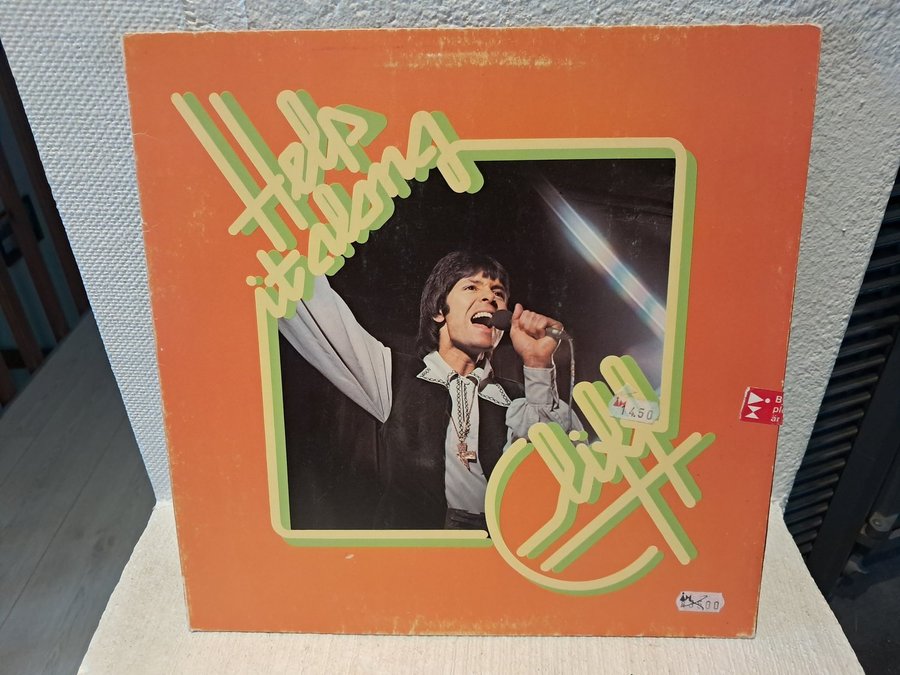 Help
it along
Cliff
14.50
B
pl
är